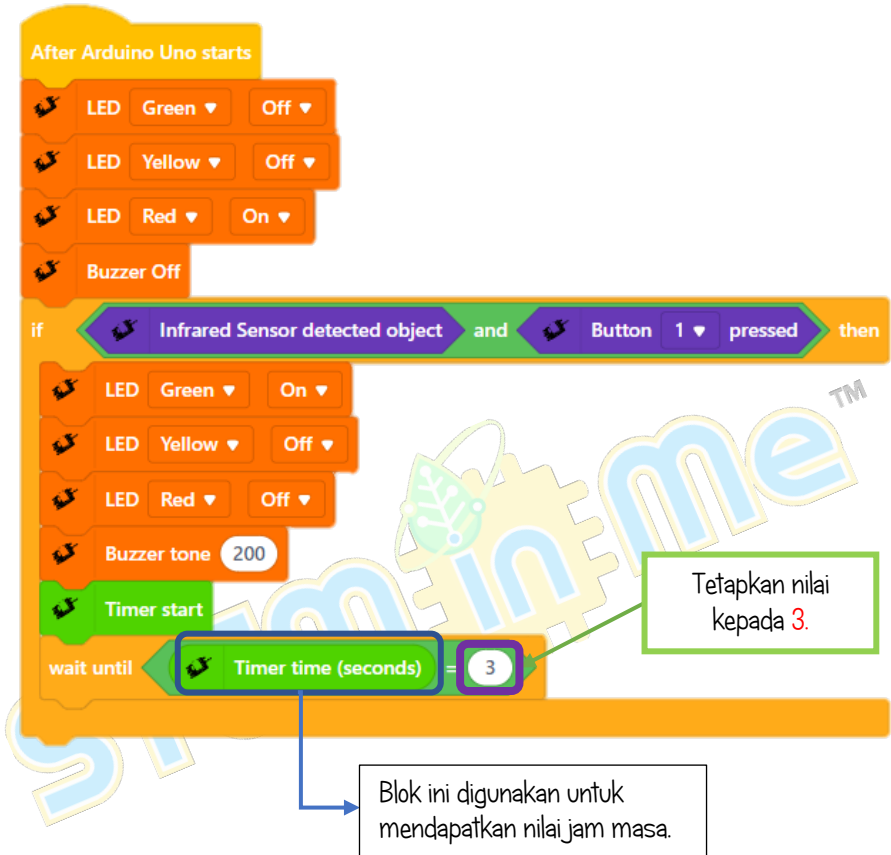 After Arduino Uno starts
LED Green Off
LED Yellow Off
LED Red On
Buzzer Off
if Infrared Sensor detected object and Button 1 pressed then
LED Green On
LED Yellow Off
LED Red Off
Buzzer tone 200
Timer start
wait until Timer time (seconds) = 3
Tetapkan nilai
kepada 3.
Blok ini digunakan untuk
mendapatkan nilai jam masa.
STEM in Me TM